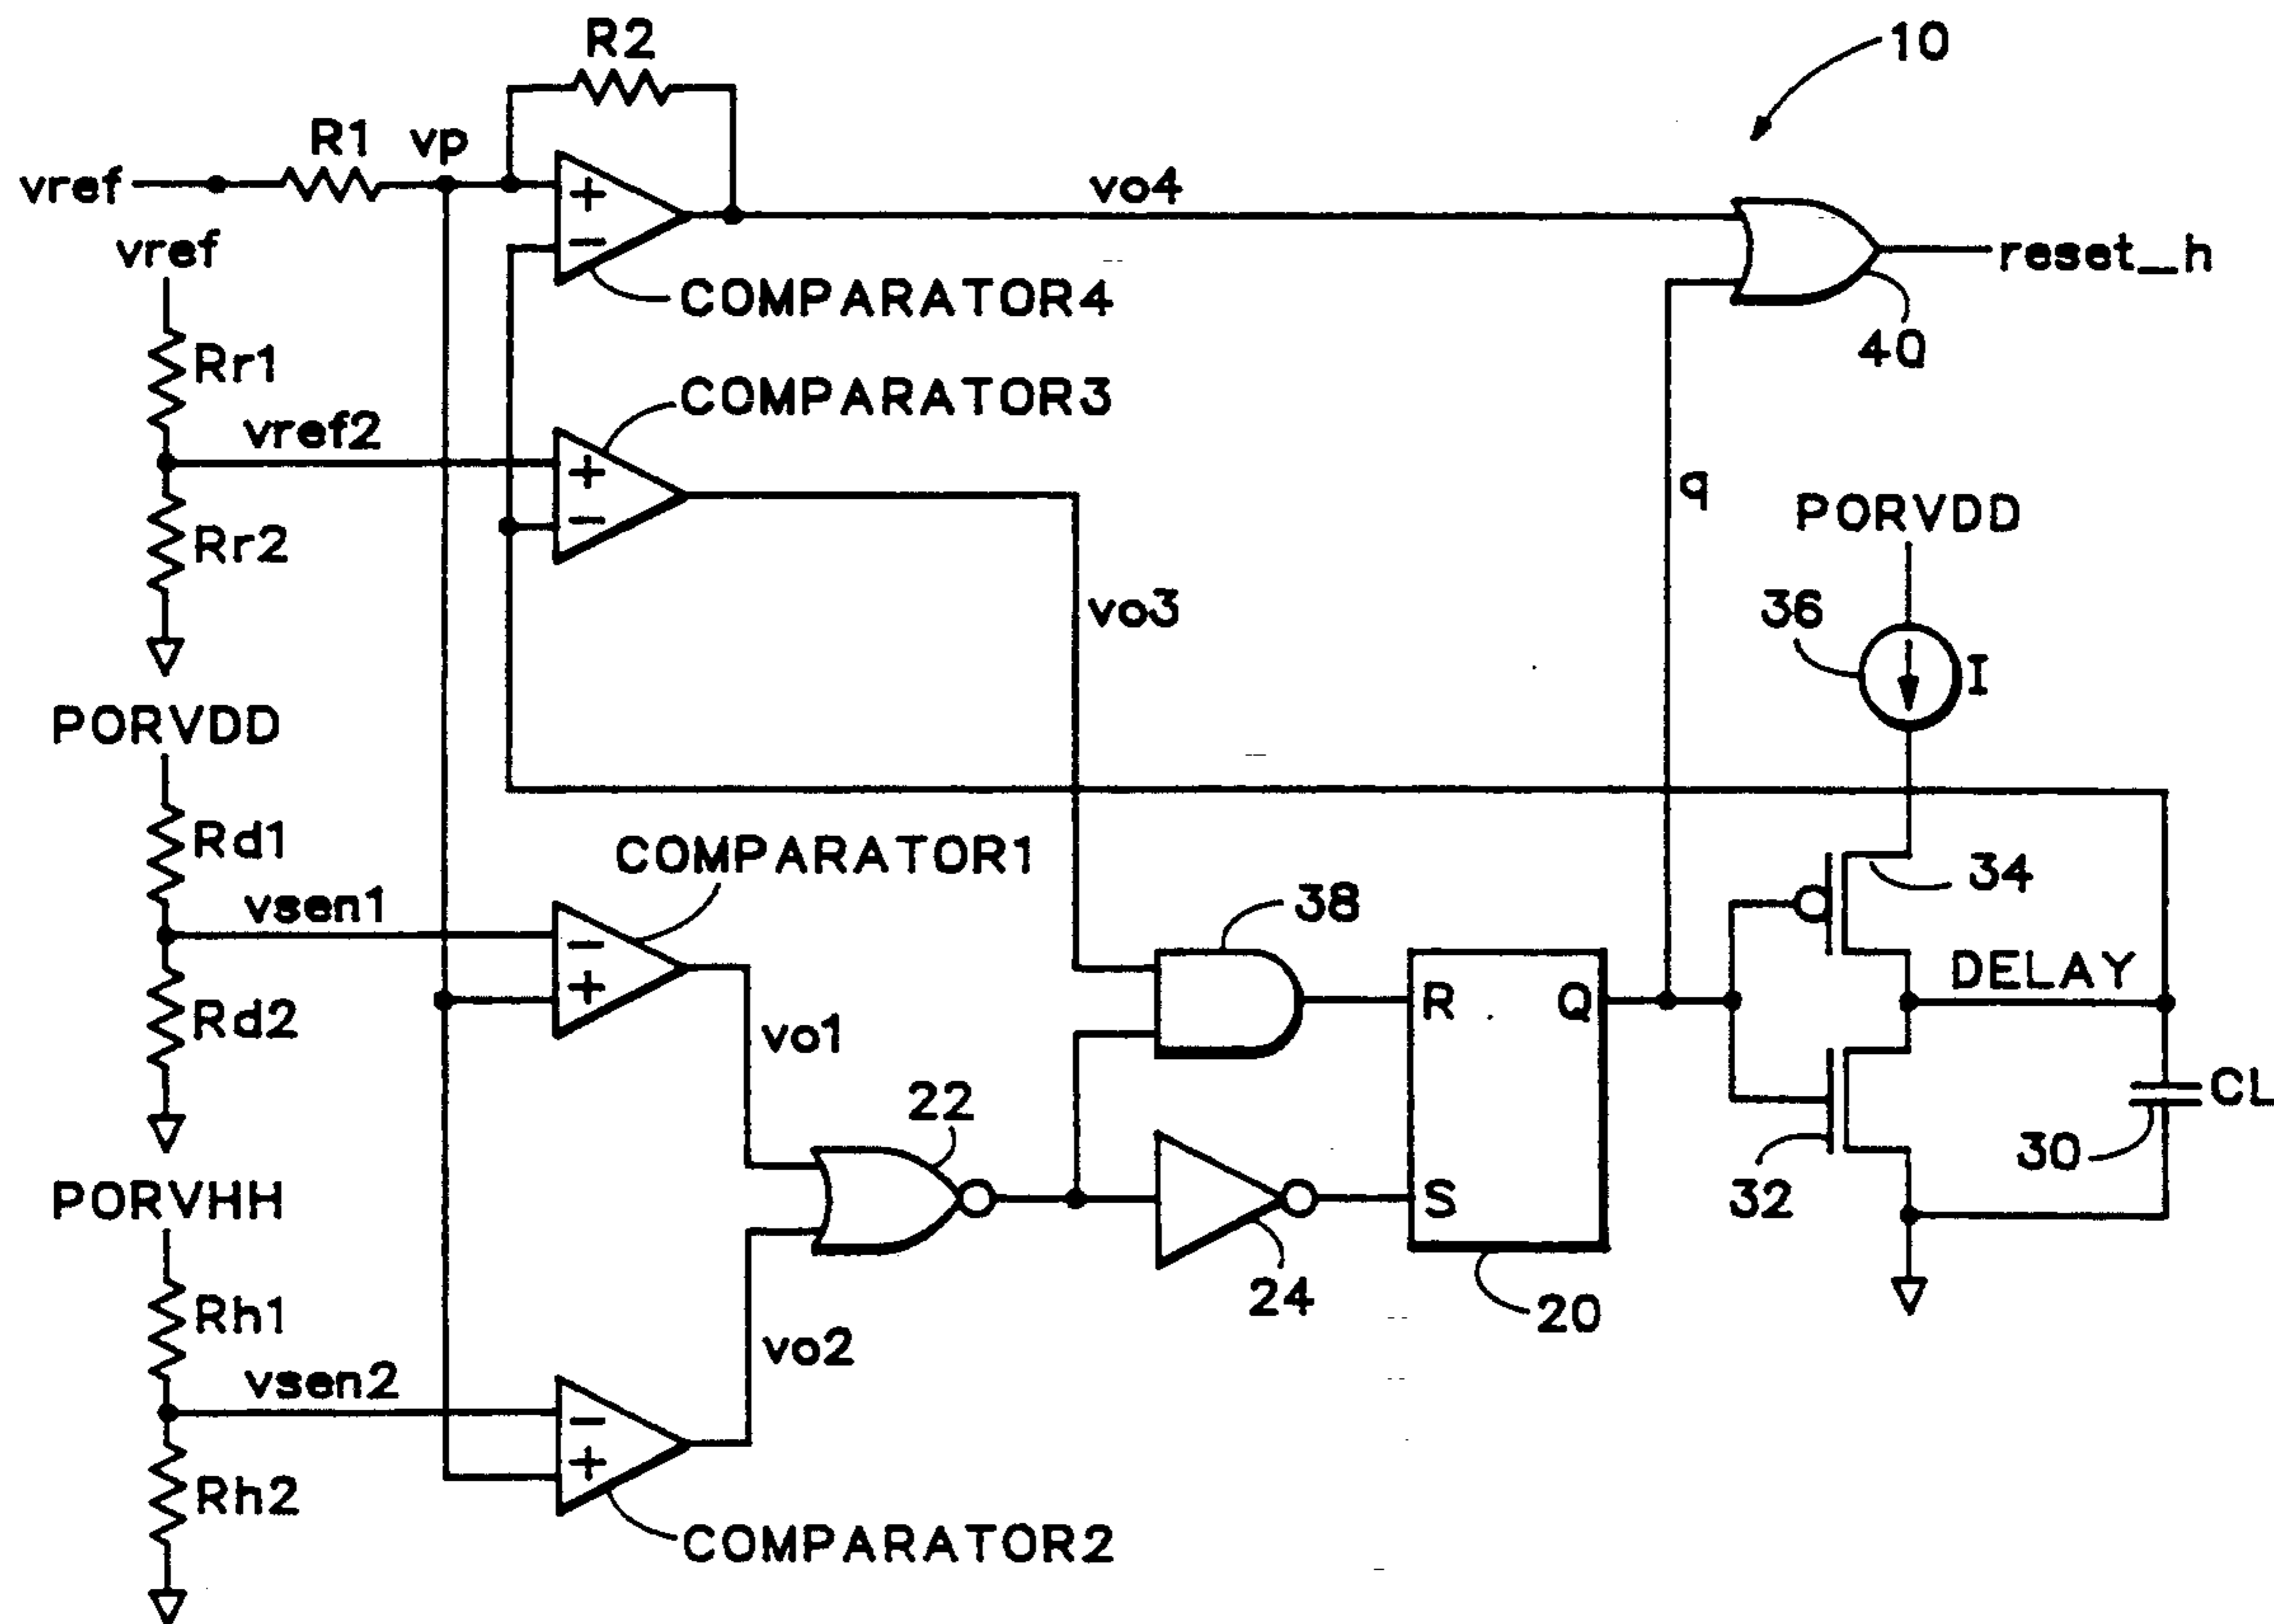 R2
10
R1
vp
vref
vo4
+
−
vref
reset_h
COMPARATOR4
40
Rr1
COMPARATOR3
vref2
+
−
q
PORVDD
Rr2
vo3
36
I
PORVDD
Rd1
COMPARATOR1
34
vsen1
38
−
+
DELAY
R
Q
Rd2
vo1
22
CL
30
PORVHH
S
32
Rh1
24
20
vo2
vsen2
−
+
Rh2
COMPARATOR2